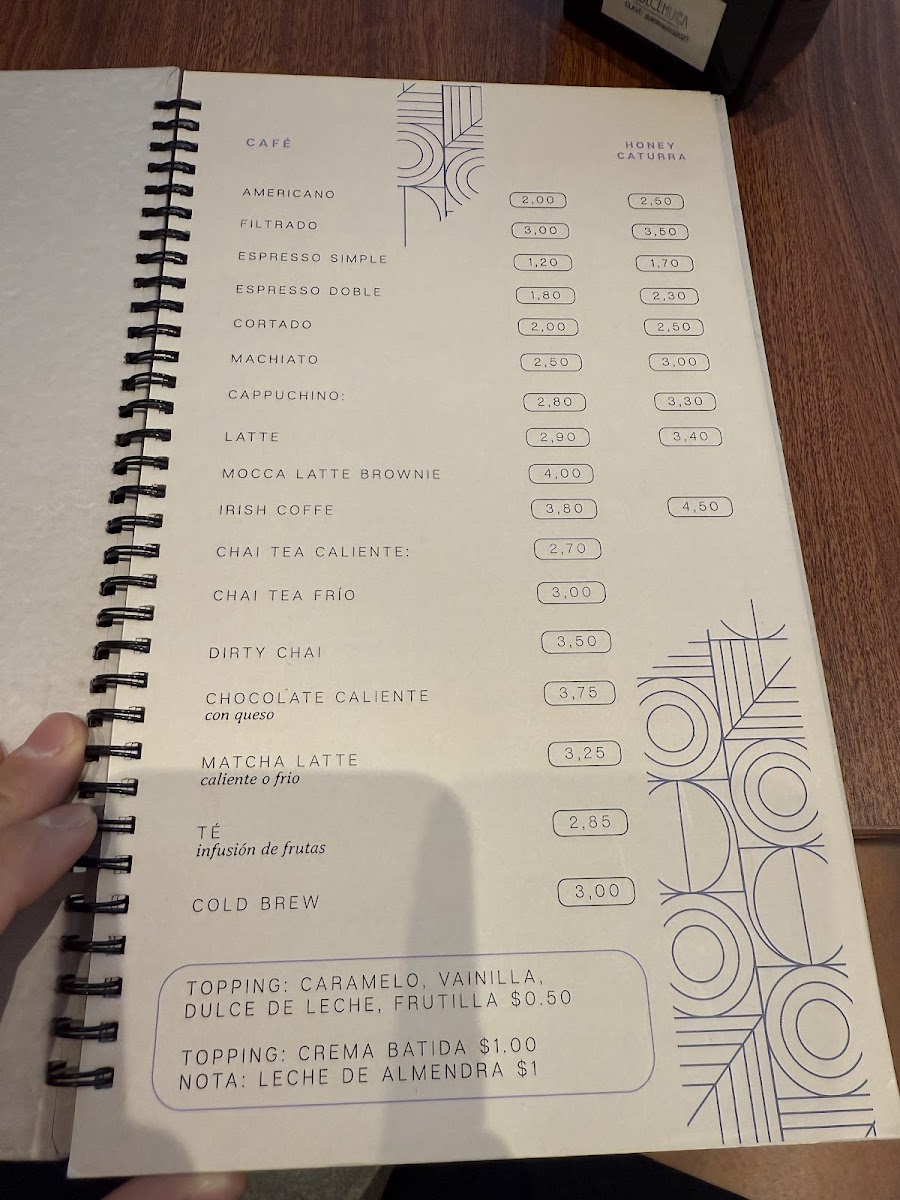 CAFÉ
HONEY
CATURRA
AMERICANO 2,00 2,50
FILTRADO 3,00 3,50
ESPRESSO SIMPLE 1,20 1,70
ESPRESSO DOBLE 1,80 2,30
CORTADO 2,00 2,50
MACHIATO 2,50 3,00
CAPPUCHINO: 2,80 3,30
LATTE 2,90 3,40
MOCCA LATTE BROWNIE 4,00
IRISH COFFE 3,80 4,50
CHAI TEA CALIENTE: 2,70
CHAI TEA FRÍO 3,00
DIRTY CHAI 3,50
CHOCOLATE CALIENTE 3,75
con queso
MATCHA LATTE 3,25
caliente o frio
TÉ 2,85
infusión de frutas
COLD BREW 3,00
TOPPING: CARAMELO, VAINILLA,
DULCE DE LECHE, FRUTILLA $0.50
TOPPING: CREMA BATIDA $1.00
NOTA: LECHE DE ALMENDRA $1